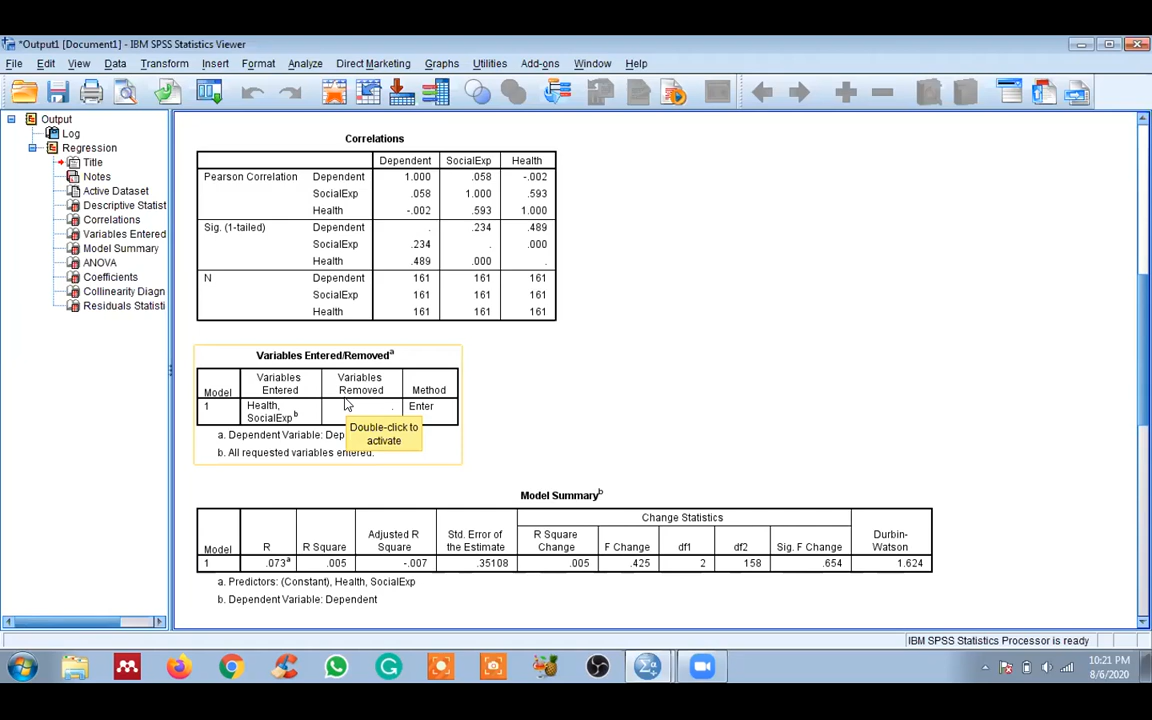 *Output1 [Document1] - IBM SPSS Statistics Viewer
File Edit View Data Transform Insert Format Analyze Direct Marketing Graphs Utilities Add-ons Window Help
Output
Log
Regression
Title
Notes
Active Dataset
Descriptive Statist
Correlations
Variables Entered
Model Summary
ANOVA
Coefficients
Collinearity Diagn
Residuals Statisti
Correlations
Dependent SocialExp Health
Pearson Correlation Dependent 1.000 .058 -.002
SocialExp .058 1.000 .593
Health -.002 .593 1.000
Sig. (1-tailed) Dependent . .234 .489
SocialExp .234 . .000
Health .489 .000 .
N Dependent 161 161 161
SocialExp 161 161 161
Health 161 161 161
Variables Entered/Removedª
Model Variables Entered Variables Removed Method
1 Health, SocialExpᵇ . Enter
a. Dependent Variable: Dep
b. All requested variables entered.
Double-click to
activate
Model Summaryᵇ
Change Statistics
Model R R Square Adjusted R Square Std. Error of the Estimate R Square Change F Change df1 df2 Sig. F Change Durbin-Watson
1 .073ª .005 -.007 .35108 .005 .425 2 158 .654 1.624
a. Predictors: (Constant), Health, SocialExp
b. Dependent Variable: Dependent
IBM SPSS Statistics Processor is ready
10:21 PM
8/6/2020